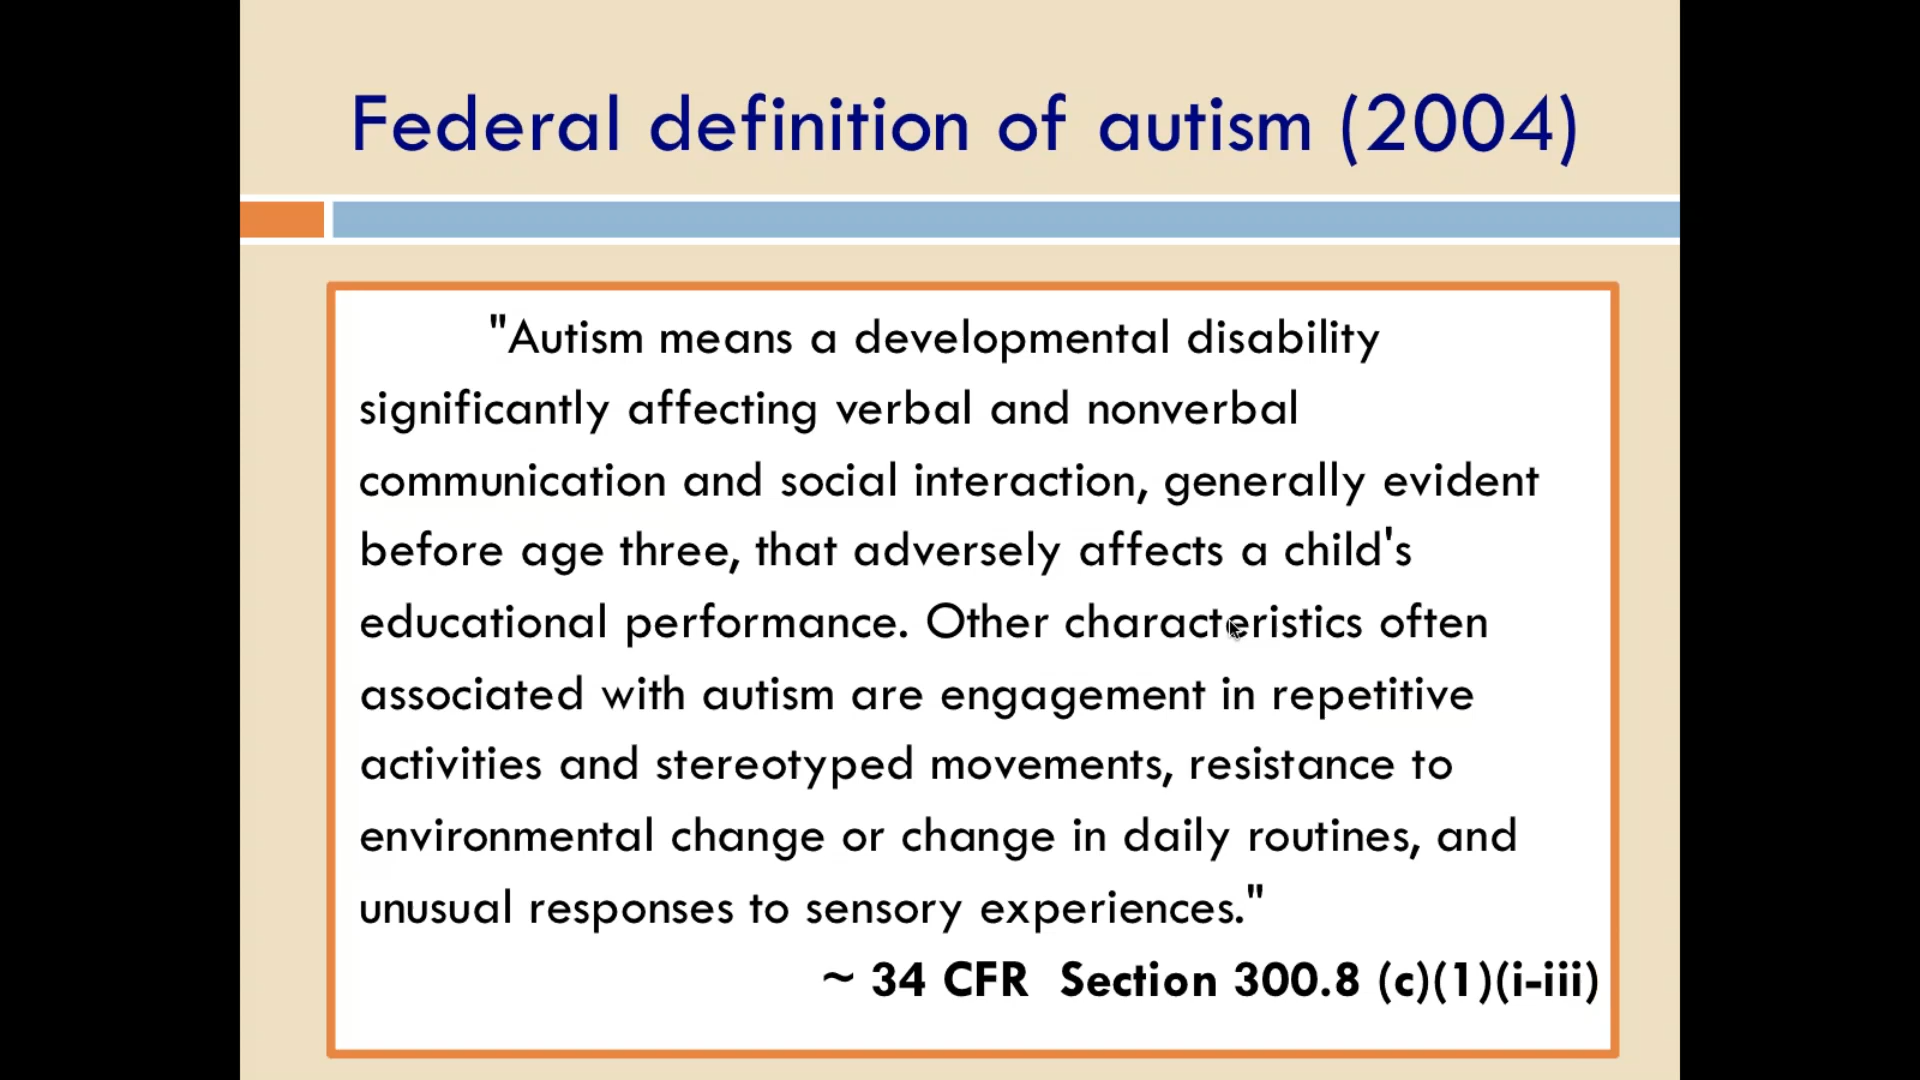 Federal definition of autism (2004)
"Autism means a developmental disability
significantly affecting verbal and nonverbal
communication and social interaction, generally evident
before age three, that adversely affects a child's
educational performance. Other characteristics often
associated with autism are engagement in repetitive
activities and stereotyped movements, resistance to
environmental change or change in daily routines, and
unusual responses to sensory experiences."
~ 34 CFR  Section 300.8 (c)(1)(i-iii)